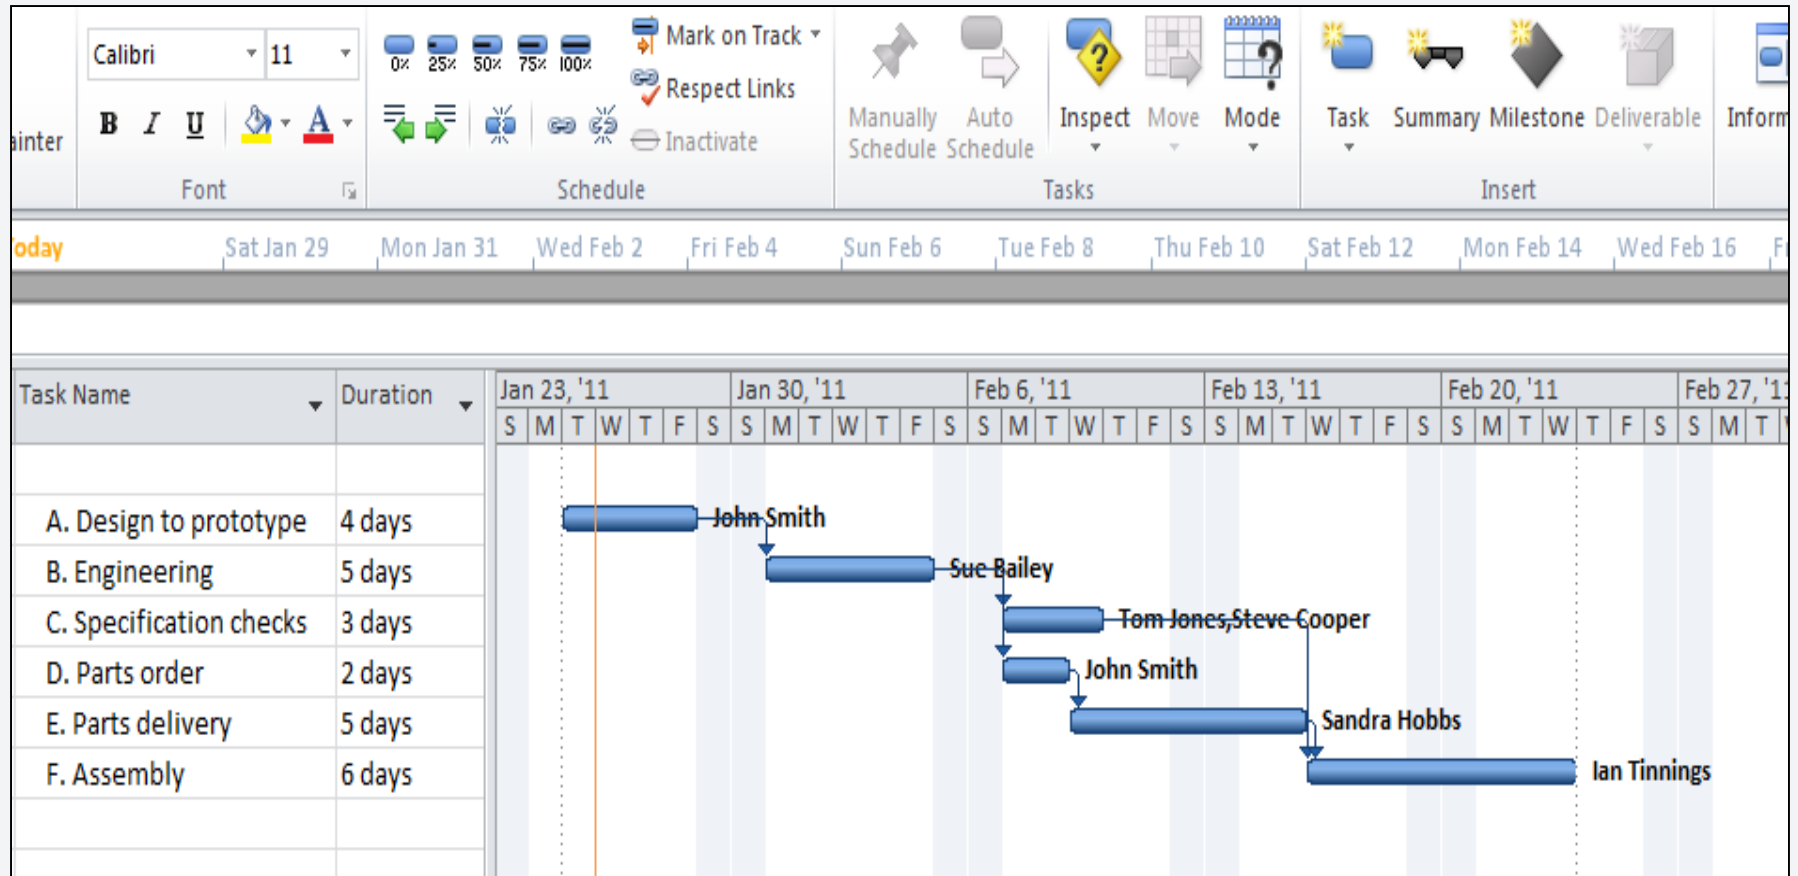 Calibri 11
B I U A
ainter
Font
0% 25% 50% 75% 100%
Mark on Track
Respect Links
Inactivate
Schedule
Manually Schedule
Auto Schedule
Inspect
Move
Mode
Tasks
Task
Summary
Milestone
Deliverable
Insert
Inform
oday Sat Jan 29 Mon Jan 31 Wed Feb 2 Fri Feb 4 Sun Feb 6 Tue Feb 8 Thu Feb 10 Sat Feb 12 Mon Feb 14 Wed Feb 16 F
Task Name Duration Jan 23, '11 Jan 30, '11 Feb 6, '11 Feb 13, '11 Feb 20, '11 Feb 27, '11
S M T W T F S S M T W T F S S M T W T F S S M T W T F S S M T W T F S S M T
A. Design to prototype 4 days John Smith
B. Engineering 5 days Sue Bailey
C. Specification checks 3 days Tom Jones,Steve Cooper
D. Parts order 2 days John Smith
E. Parts delivery 5 days Sandra Hobbs
F. Assembly 6 days Ian Tinnings